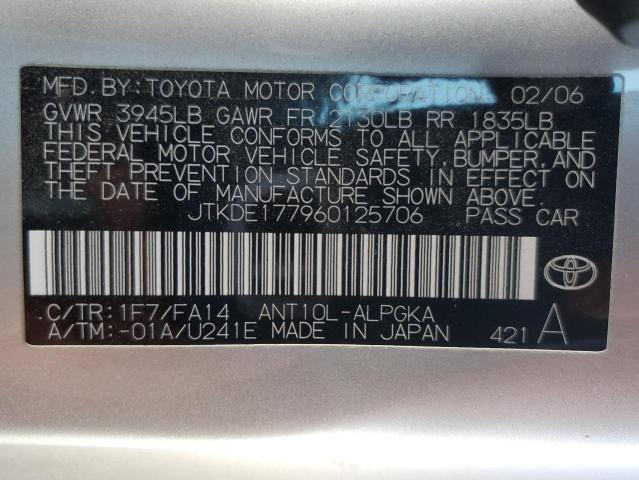 MFD. BY: TOYOTA MOTOR CORPORATION 02/06
GVWR 3945LB GAWR FR 2130LB RR 1835LB
THIS VEHICLE CONFORMS TO ALL APPLICABLE
FEDERAL MOTOR VEHICLE SAFETY, BUMPER, AND
THEFT PREVENTION STANDARDS IN EFFECT ON
THE DATE OF MANUFACTURE SHOWN ABOVE.
JTKDE177960125706 PASS CAR
C/TR: 1F7/FA14 ANT10L-ALPGKA
A/TM: -01A/U241E MADE IN JAPAN 421 A